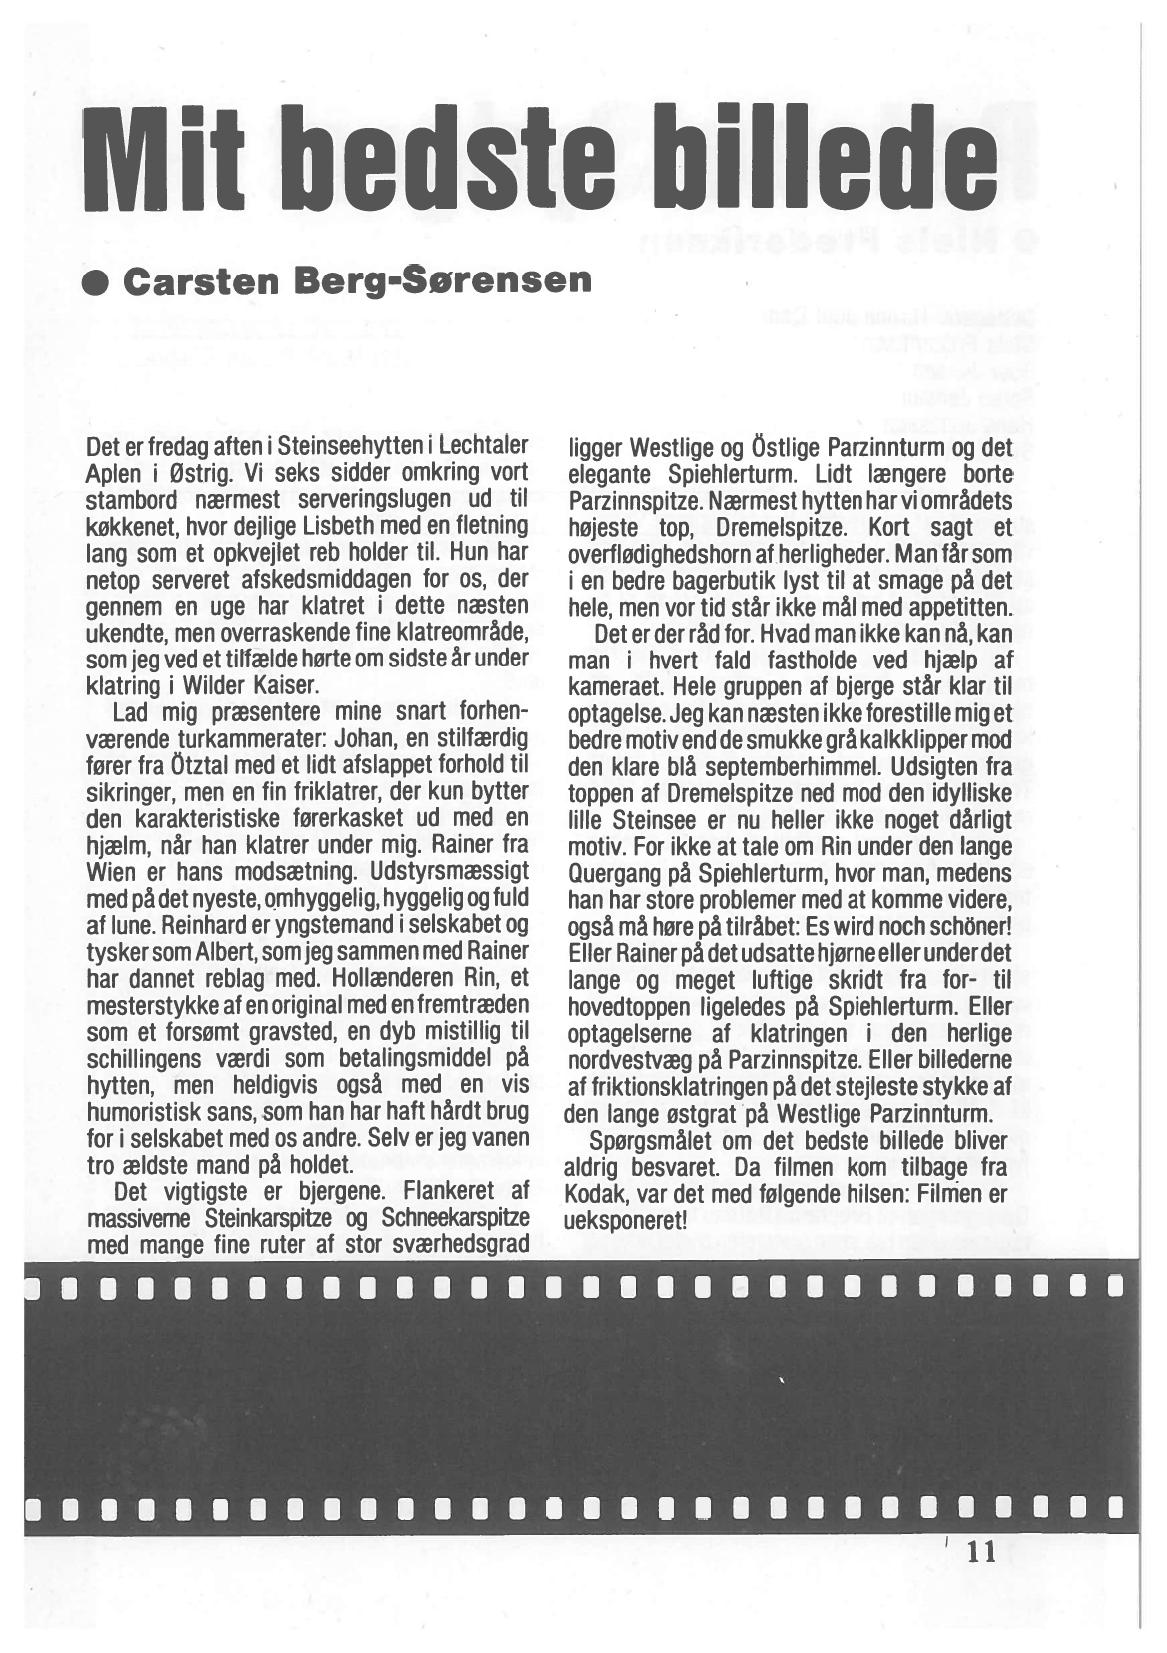 Mit bedste billede
● Carsten Berg-Sørensen
Det er fredag aften i Steinseehytten i Lechtaler
Aplen i Østrig. Vi seks sidder omkring vort
stambord nærmest serveringslugen ud til
køkkenet, hvor dejlige Lisbeth med en fletning
lang som et opkvejlet reb holder til. Hun har
netop serveret afskedsmiddagen for os, der
gennem en uge har klatret i dette næsten
ukendte, men overraskende fine klatreområde,
som jeg ved et tilfælde hørte om sidste år under
klatring i Wilder Kaiser.
Lad mig præsentere mine snart forhen-
værende turkammerater: Johan, en stilfærdig
fører fra Ötztal med et lidt afslappet forhold til
sikringer, men en fin friklatrer, der kun bytter
den karakteristiske førerkasket ud med en
hjælm, når han klatrer under mig. Rainer fra
Wien er hans modsætning. Udstyrsmæssigt
med på det nyeste, omhyggelig, hyggelig og fuld
af lune. Reinhard er yngstemand i selskabet og
tysker som Albert, som jeg sammen med Rainer
har dannet reblag med. Hollænderen Rin, et
mesterstykke af en original med en fremtræden
som et forsømt gravsted, en dyb mistillig til
schillingens værdi som betalingsmiddel på
hytten, men heldigvis også med en vis
humoristisk sans, som han har haft hårdt brug
for i selskabet med os andre. Selv er jeg vanen
tro ældste mand på holdet.
Det vigtigste er bjergene. Flankeret af
massiverne Steinkarspitze og Schneekarspitze
med mange fine ruter af stor sværhedsgrad
ligger Westlige og Östlige Parzinnturm og det
elegante Spiehlerturm. Lidt længere borte
Parzinnspitze. Nærmest hytten har vi områdets
højeste top, Dremelspitze. Kort sagt et
overflødighedshorn af herligheder. Man får som
i en bedre bagerbutik lyst til at smage på det
hele, men vor tid står ikke mål med appetitten.
Det er der råd for. Hvad man ikke kan nå, kan
man i hvert fald fastholde ved hjælp af
kameraet. Hele gruppen af bjerge står klar til
optagelse. Jeg kan næsten ikke forestille mig et
bedre motiv end de smukke grå kalkklipper mod
den klare blå septemberhimmel. Udsigten fra
toppen af Dremelspitze ned mod den idylliske
lille Steinsee er nu heller ikke noget dårligt
motiv. For ikke at tale om Rin under den lange
Quergang på Spiehlerturm, hvor man, medens
han har store problemer med at komme videre,
også må høre på tilråbet: Es wird noch schöner!
Eller Rainer på det udsatte hjørne eller under det
lange og meget luftige skridt fra for- til
hovedtoppen ligeledes på Spiehlerturm. Eller
optagelserne af klatringen i den herlige
nordvestvæg på Parzinnspitze. Eller billederne
af friktionsklatringen på det stejleste stykke af
den lange østgrat på Westlige Parzinnturm.
Spørgsmålet om det bedste billede bliver
aldrig besvaret. Da filmen kom tilbage fra
Kodak, var det med følgende hilsen: Filmen er
ueksponeret!
11